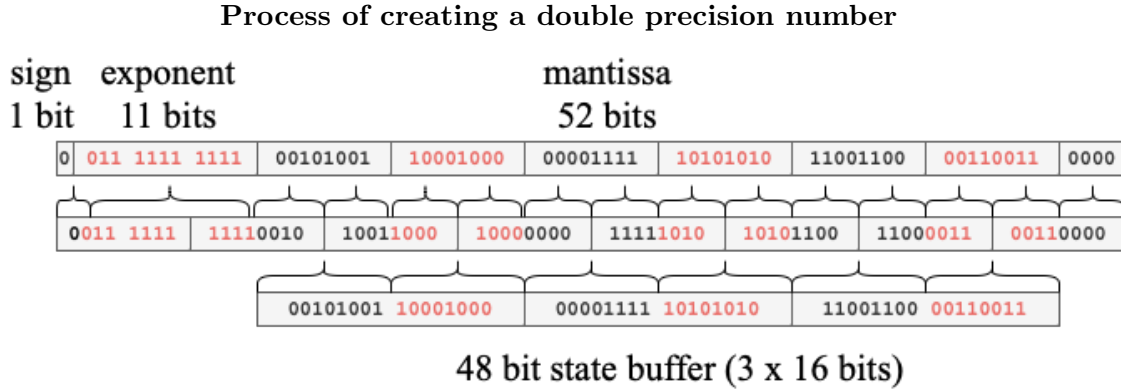 Process of creating a double precision number
sign exponent mantissa
1 bit 11 bits 52 bits
0 011 1111 1111 00101001 10001000 00001111 10101010 11001100 00110011 0000
0011 1111 11110010 10011000 10000000 11111010 10101100 11000011 00110000
00101001 10001000 00001111 10101010 11001100 00110011
48 bit state buffer (3 x 16 bits)